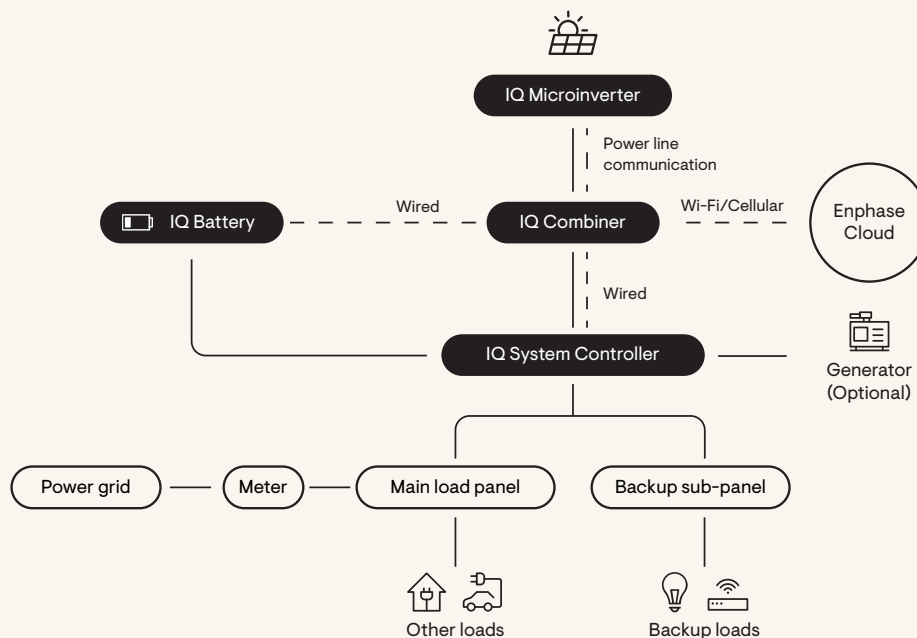 IQ Microinverter
Power line
communication
IQ Battery
Wired
IQ Combiner
Wi-Fi/Cellular
Enphase
Cloud
Wired
IQ System Controller
Generator
(Optional)
Power grid
Meter
Main load panel
Backup sub-panel
Other loads
Backup loads